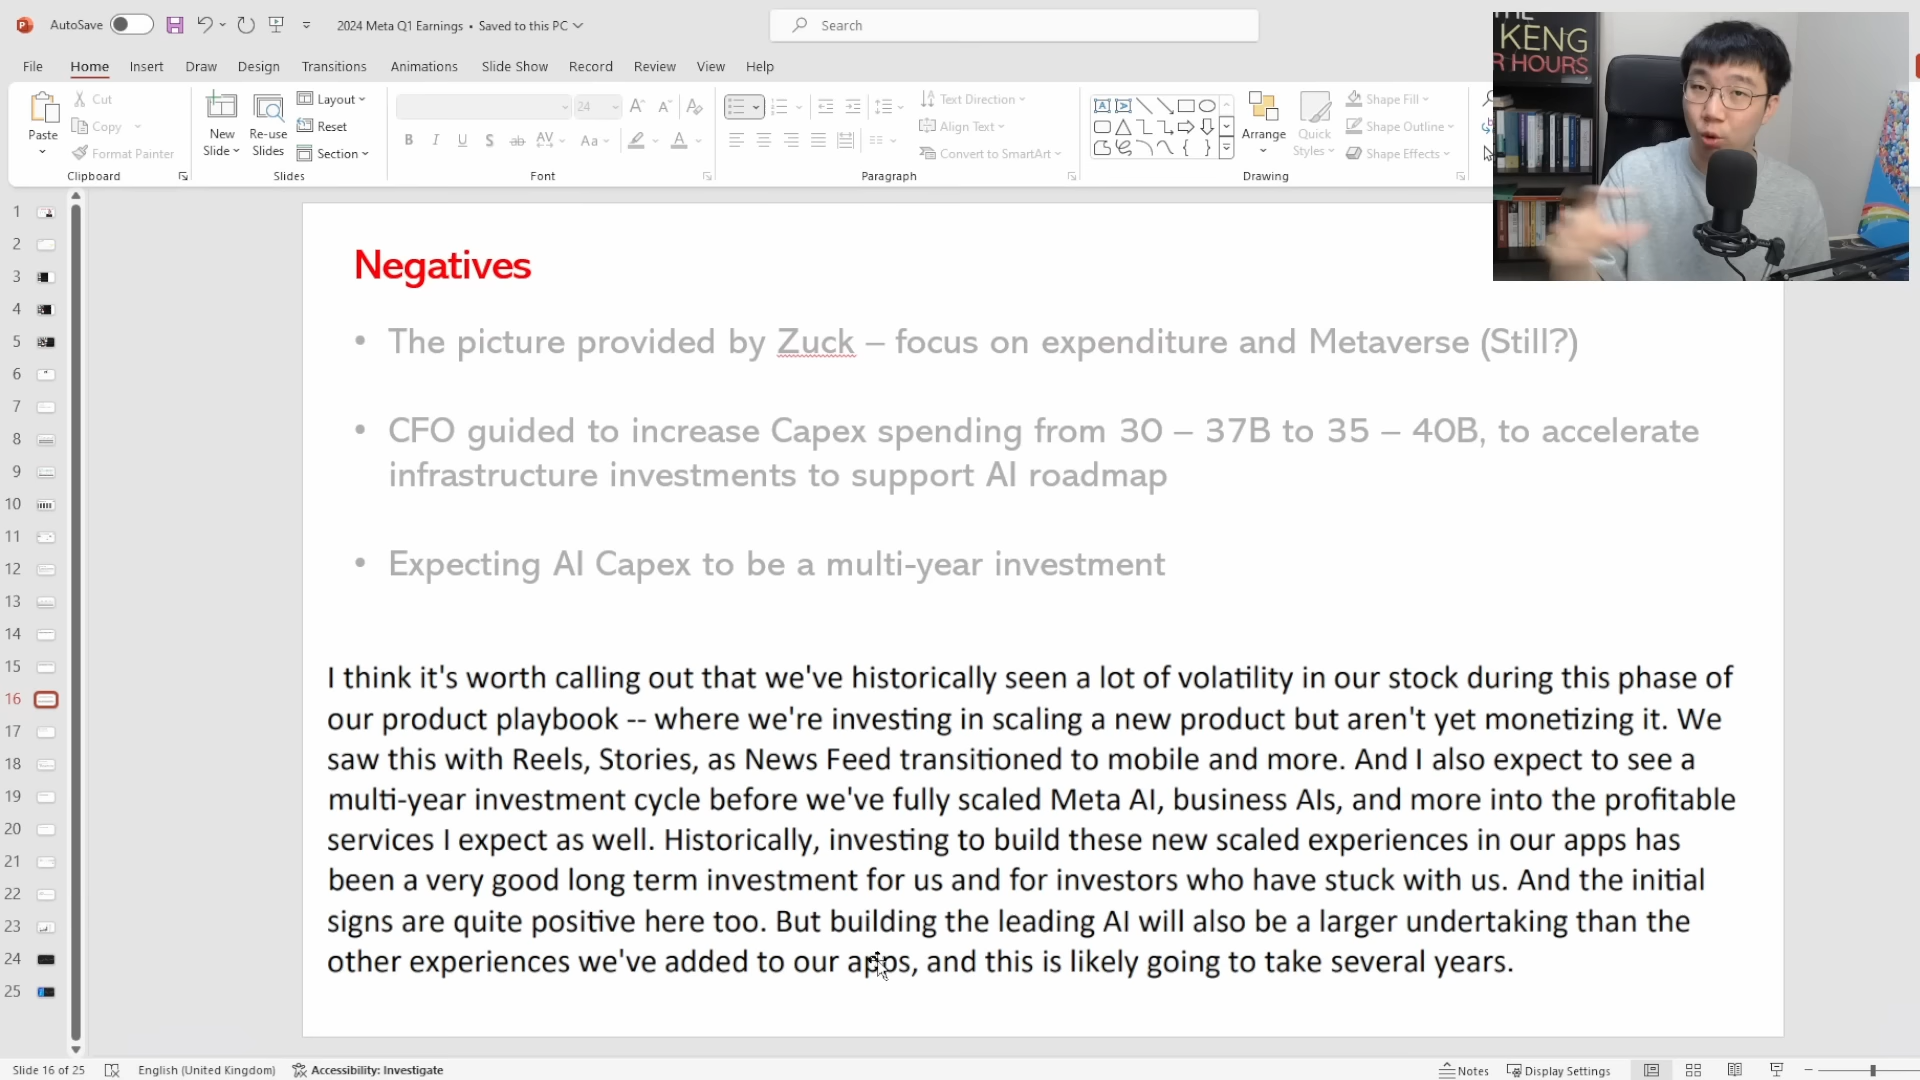 AutoSave
2024 Meta Q1 Earnings • Saved to this PC
Search
File Home Insert Draw Design Transitions Animations Slide Show Record Review View Help
Paste
Cut
Copy
Format Painter
Clipboard
New Slide
Re-use Slides
Layout
Reset
Section
Slides
24
Font
Text Direction
Align Text
Convert to SmartArt
Paragraph
Arrange
Quick Styles
Shape Fill
Shape Outline
Shape Effects
Drawing
KENG
HOURS
1
2
3
4
5
6
7
8
9
10
11
12
13
14
15
16
17
18
19
20
21
22
23
24
25
Negatives
• The picture provided by Zuck – focus on expenditure and Metaverse (Still?)
• CFO guided to increase Capex spending from 30 – 37B to 35 – 40B, to accelerate
infrastructure investments to support AI roadmap
• Expecting AI Capex to be a multi-year investment
I think it's worth calling out that we've historically seen a lot of volatility in our stock during this phase of
our product playbook -- where we're investing in scaling a new product but aren't yet monetizing it. We
saw this with Reels, Stories, as News Feed transitioned to mobile and more. And I also expect to see a
multi-year investment cycle before we've fully scaled Meta AI, business AIs, and more into the profitable
services I expect as well. Historically, investing to build these new scaled experiences in our apps has
been a very good long term investment for us and for investors who have stuck with us. And the initial
signs are quite positive here too. But building the leading AI will also be a larger undertaking than the
other experiences we've added to our apps, and this is likely going to take several years.
Slide 16 of 25
English (United Kingdom)
Accessibility: Investigate
Notes
Display Settings